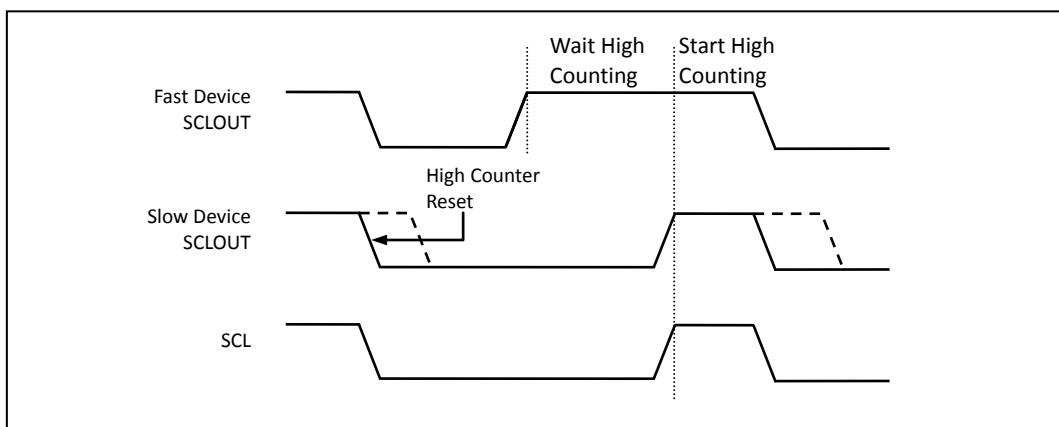 Wait High
Counting
Start High
Counting
Fast Device
SCLOUT
High Counter
Reset
Slow Device
SCLOUT
SCL